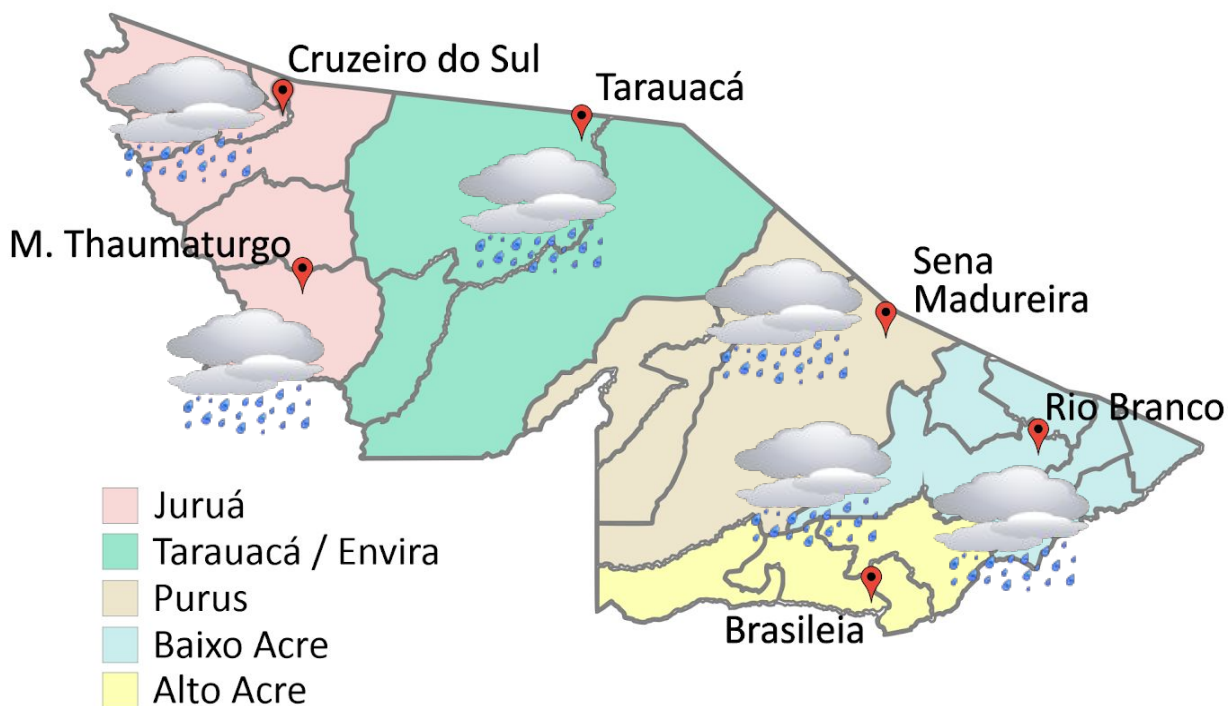 Cruzeiro do Sul
Tarauacá
M. Thaumaturgo
Sena
Madureira
Rio Branco
Brasileia
Juruá
Tarauacá / Envira
Purus
Baixo Acre
Alto Acre